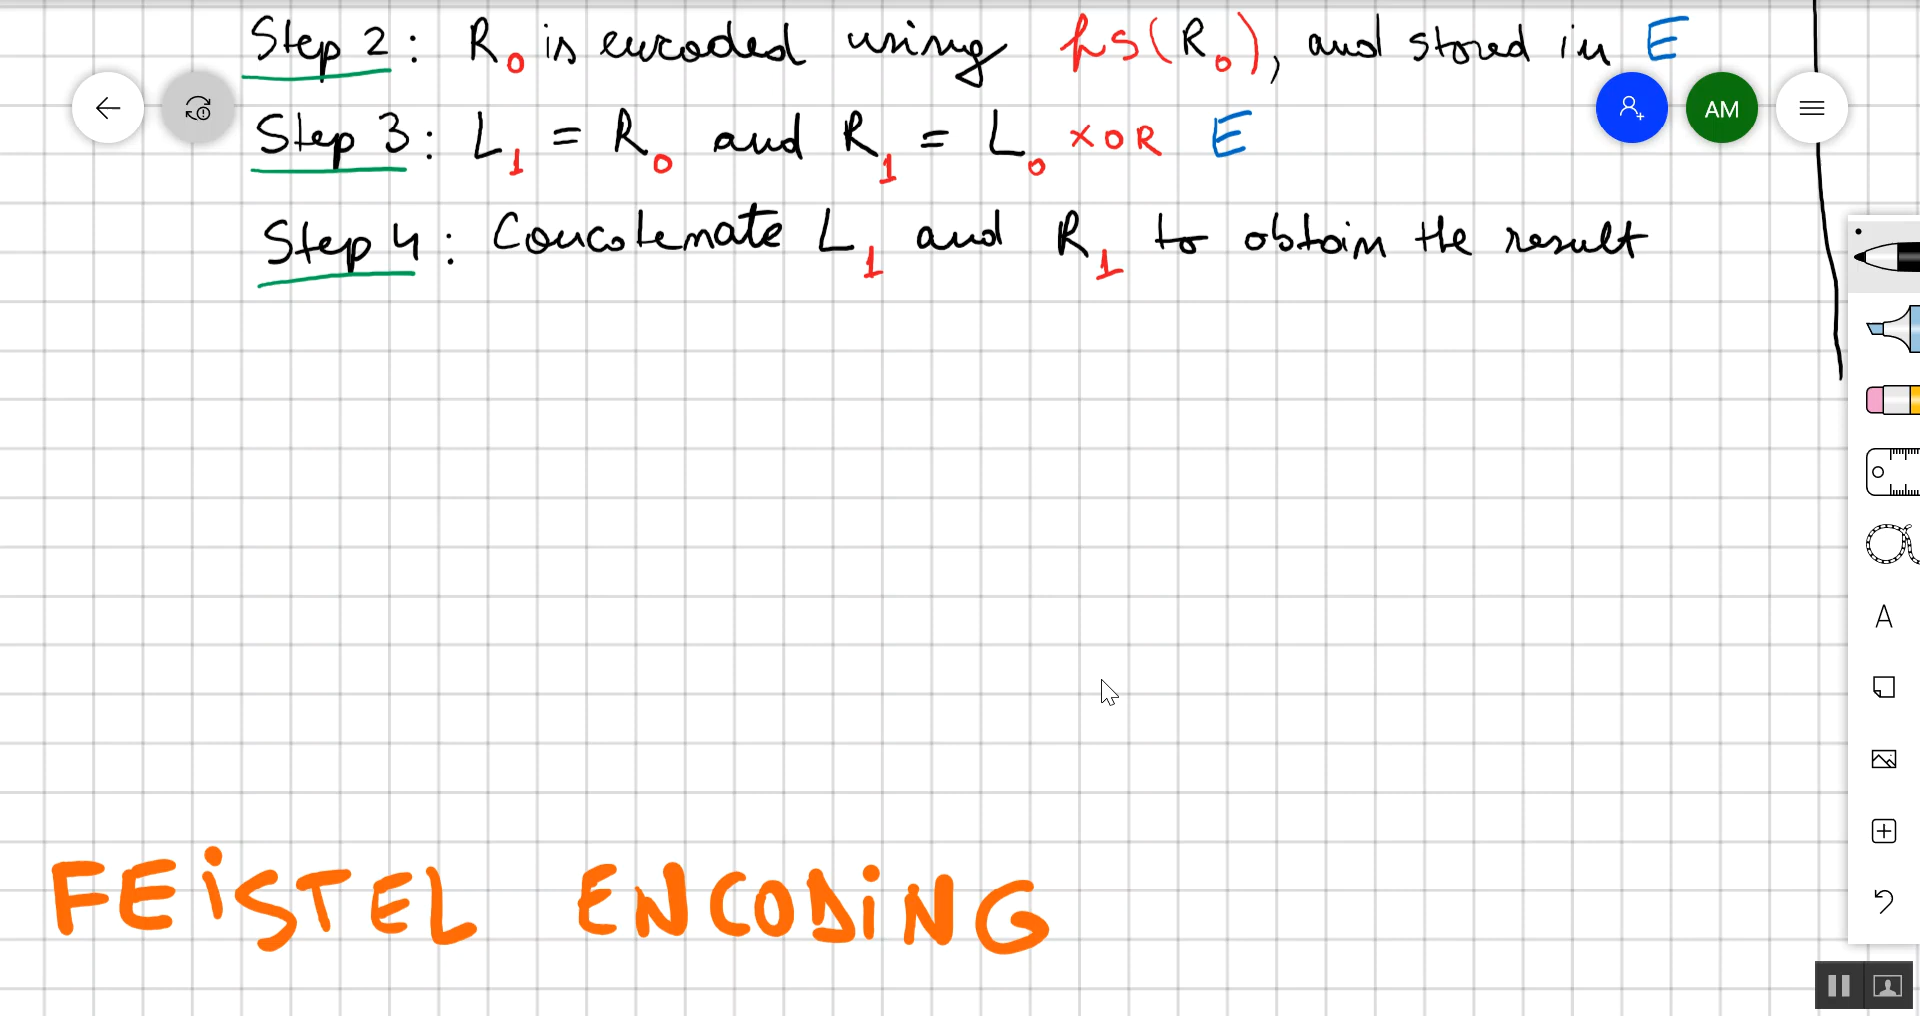 Step 2 : R0 is encoded using fs(R0), and stored in E
Step 3 : L1 = R0 and R1 = L0 XOR E
Step 4 : Concatenate L1 and R1 to obtain the result
AM
A
FEiSTEL ENCODiNG